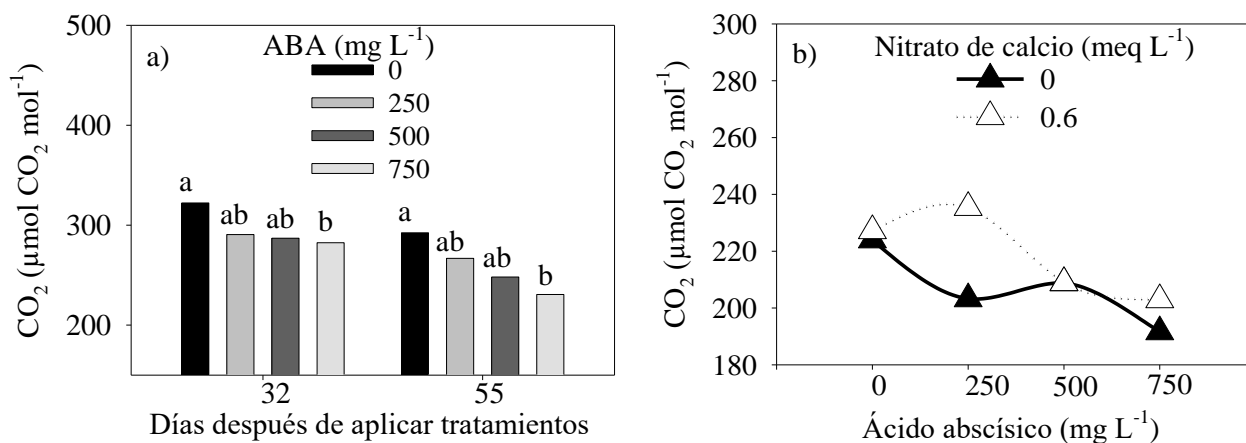 a)
ABA (mg L⁻¹)
0
250
500
750
500
400
300
200
CO₂ (µmol CO₂ mol⁻¹)
a
ab
ab
b
a
ab
ab
b
32
55
Días después de aplicar tratamientos
b)
Nitrato de calcio (meq L⁻¹)
0
0.6
300
280
260
240
220
200
180
CO₂ (µmol CO₂ mol⁻¹)
0
250
500
750
Ácido abscísico (mg L⁻¹)